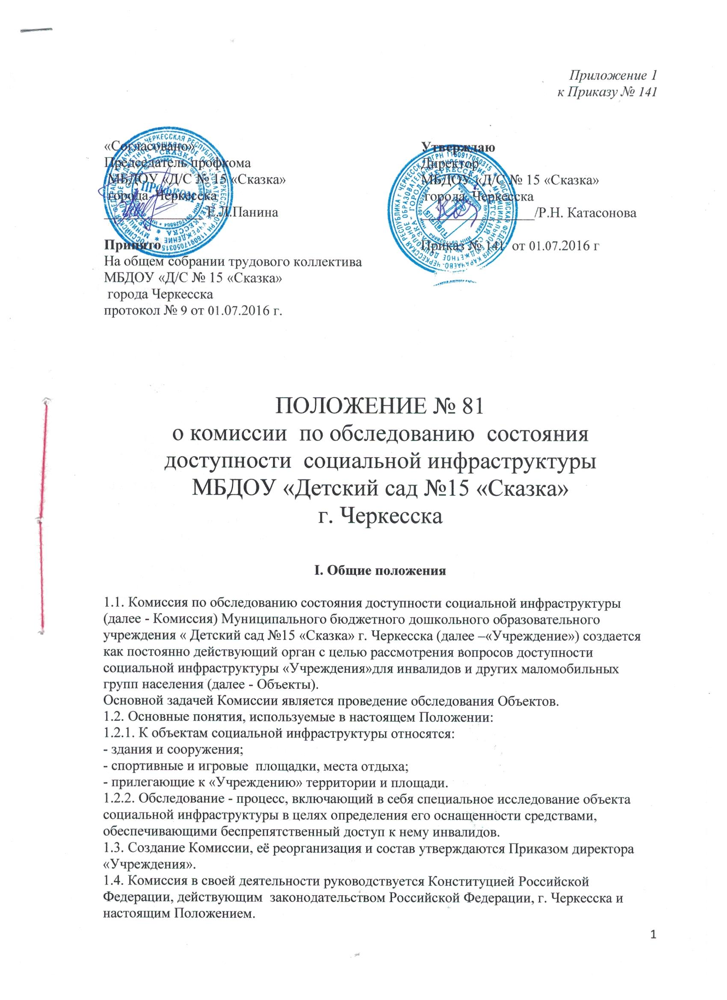 Приложение 1
к Приказу № 141
«Согласовано»
Председатель профкома
МБДОУ «Д/С № 15 «Сказка»
города Черкесска
Е.Л.Панина
Принято
На общем собрании трудового коллектива
МБДОУ «Д/С № 15 «Сказка»
города Черкесска
протокол № 9 от 01.07.2016 г.
Утверждаю
Директор
МБДОУ «Д/С № 15 «Сказка»
города Черкесска
/Р.Н. Катасонова
Приказ № 141 от 01.07.2016 г
ПРОФКОМ
ПОЛОЖЕНИЕ № 81
о комиссии по обследованию состояния
доступности социальной инфраструктуры
МБДОУ «Детский сад №15 «Сказка»
г. Черкесска
I. Общие положения
1.1. Комиссия по обследованию состояния доступности социальной инфраструктуры
(далее - Комиссия) Муниципального бюджетного дошкольного образовательного
учреждения « Детский сад №15 «Сказка» г. Черкесска (далее –«Учреждение») создается
как постоянно действующий орган с целью рассмотрения вопросов доступности
социальной инфраструктуры «Учреждения»для инвалидов и других маломобильных
групп населения (далее - Объекты).
Основной задачей Комиссии является проведение обследования Объектов.
1.2. Основные понятия, используемые в настоящем Положении:
1.2.1. К объектам социальной инфраструктуры относятся:
- здания и сооружения;
- спортивные и игровые площадки, места отдыха;
- прилегающие к «Учреждению» территории и площади.
1.2.2. Обследование - процесс, включающий в себя специальное исследование объекта
социальной инфраструктуры в целях определения его оснащенности средствами,
обеспечивающими беспрепятственный доступ к нему инвалидов.
1.3. Создание Комиссии, её реорганизация и состав утверждаются Приказом директора
«Учреждения».
1.4. Комиссия в своей деятельности руководствуется Конституцией Российской
Федерации, действующим законодательством Российской Федерации, г. Черкесска и
настоящим Положением.
1